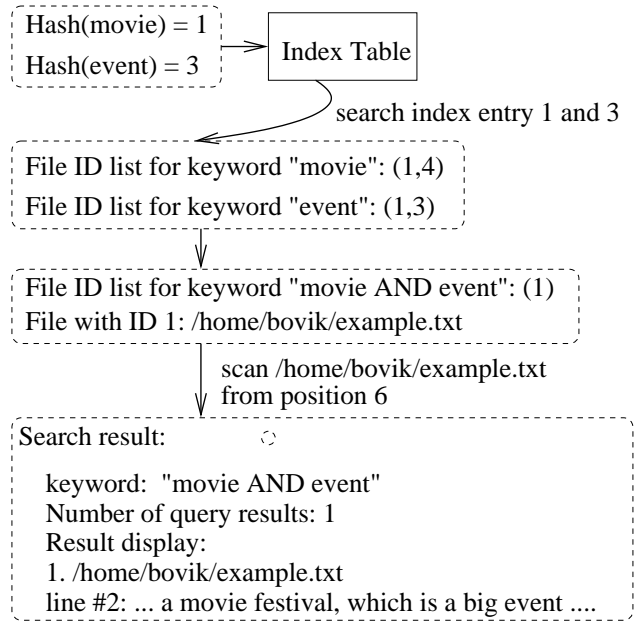 Hash(movie) = 1
Hash(event) = 3
Index Table
search index entry 1 and 3
File ID list for keyword "movie": (1,4)
File ID list for keyword "event": (1,3)
File ID list for keyword "movie AND event": (1)
File with ID 1: /home/bovik/example.txt
scan /home/bovik/example.txt
from position 6
Search result:
keyword:  "movie AND event"
Number of query results: 1
Result display:
1. /home/bovik/example.txt
line #2: ... a movie festival, which is a big event ....